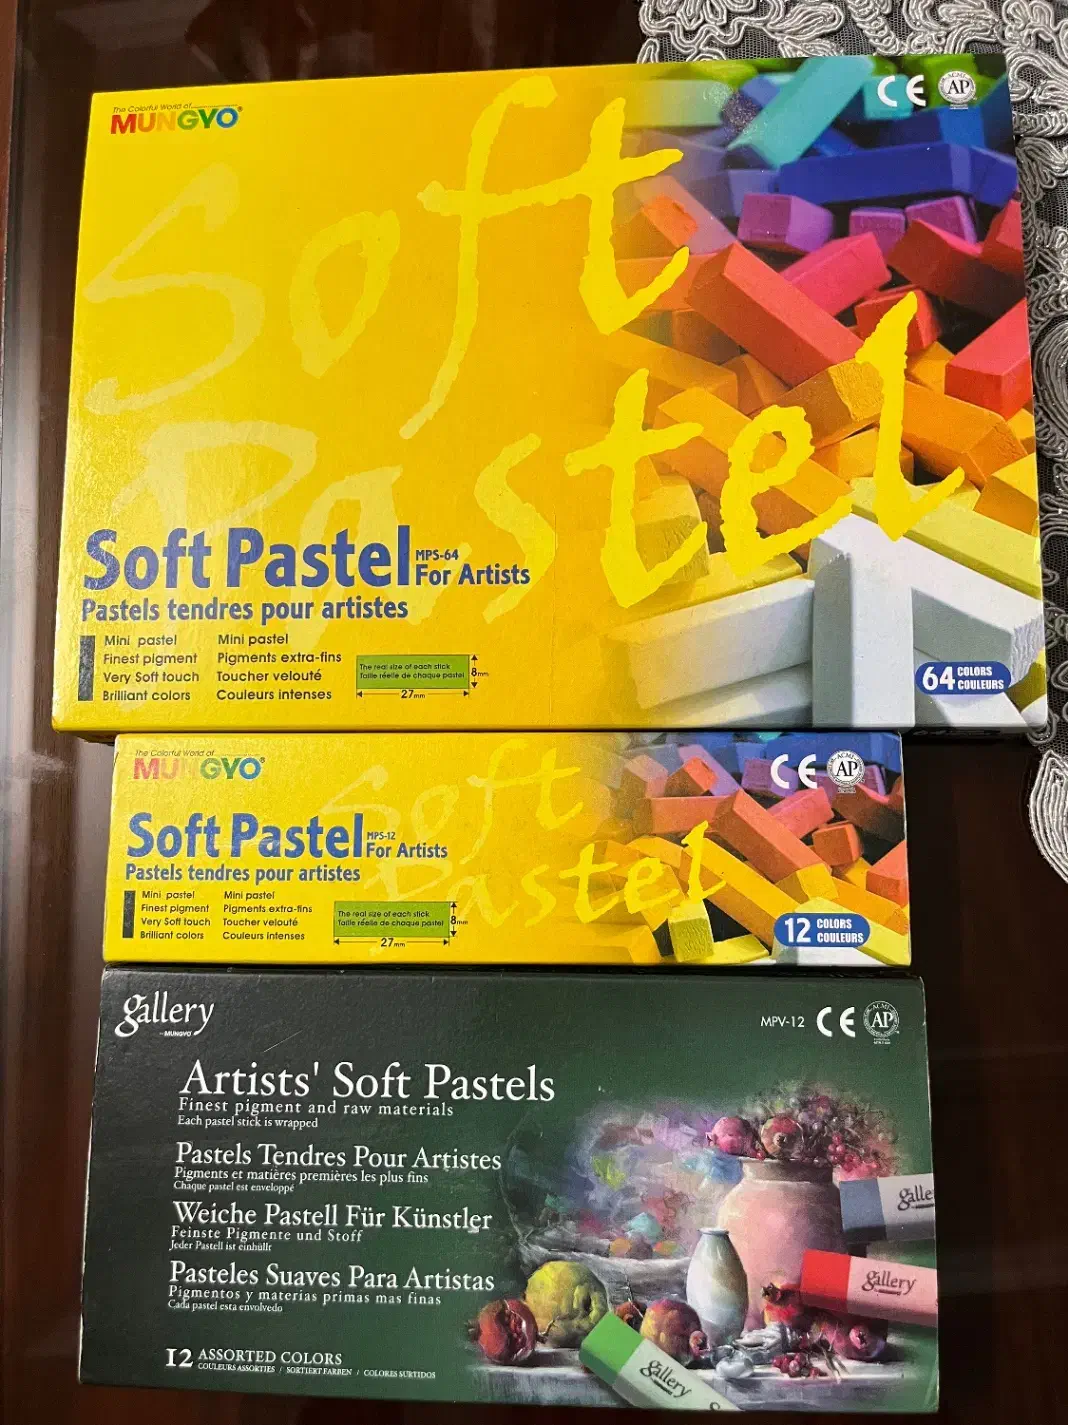 The Colorful World of
MUNGYO®
CE
ACMI
AP
Soft
Pastel
Soft Pastel MPS-64 For Artists
Pastels tendres pour artistes
Mini pastel Mini pastel
Finest pigment Pigments extra-fins
Very Soft touch Toucher velouté
Brilliant colors Couleurs intenses
The real size of each stick
Taille réelle de chaque pastel
8mm
27mm
64 COLORS COULEURS
The Colorful World of
MUNGYO®
CE
ACMI
AP
Soft
Pastel
Soft Pastel MPS-12 For Artists
Pastels tendres pour artistes
Mini pastel Mini pastel
Finest pigment Pigments extra-fins
Very Soft touch Toucher velouté
Brilliant colors Couleurs intenses
The real size of each stick
Taille réelle de chaque pastel
8mm
27mm
12 COLORS COULEURS
gallery
MUNGYO
MPV-12 CE
ACMI
AP
Artists' Soft Pastels
Finest pigment and raw materials
Each pastel stick is wrapped
Pastels Tendres Pour Artistes
Pigments et matières premières les plus fins
Chaque pastel est enveloppé
Weiche Pastell Für Künstler
Feinste Pigmente und Stoff
Jeder Pastell ist einhüllt
Pasteles Suaves Para Artistas
Pigmentos y materias primas mas finas
Cada pastel esta envolvedo
12 ASSORTED COLORS
COULEURS ASSORTIES / SORTIERT FARBEN / COLORES SURTIDOS
galle
gallery
gallery